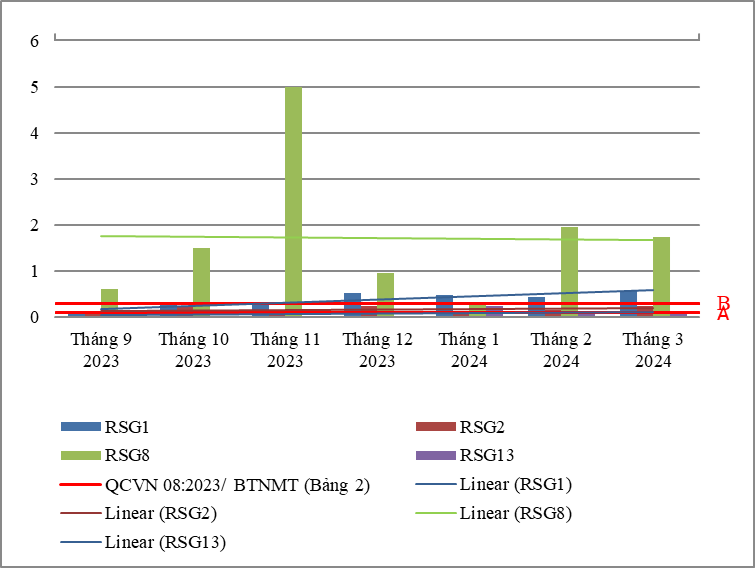 6
5
4
3
2
1
0
B
A
Tháng 9 2023
Tháng 10 2023
Tháng 11 2023
Tháng 12 2023
Tháng 1 2024
Tháng 2 2024
Tháng 3 2024
RSG1
RSG2
RSG8
RSG13
QCVN 08:2023/ BTNMT (Bảng 2)
Linear (RSG1)
Linear (RSG2)
Linear (RSG8)
Linear (RSG13)